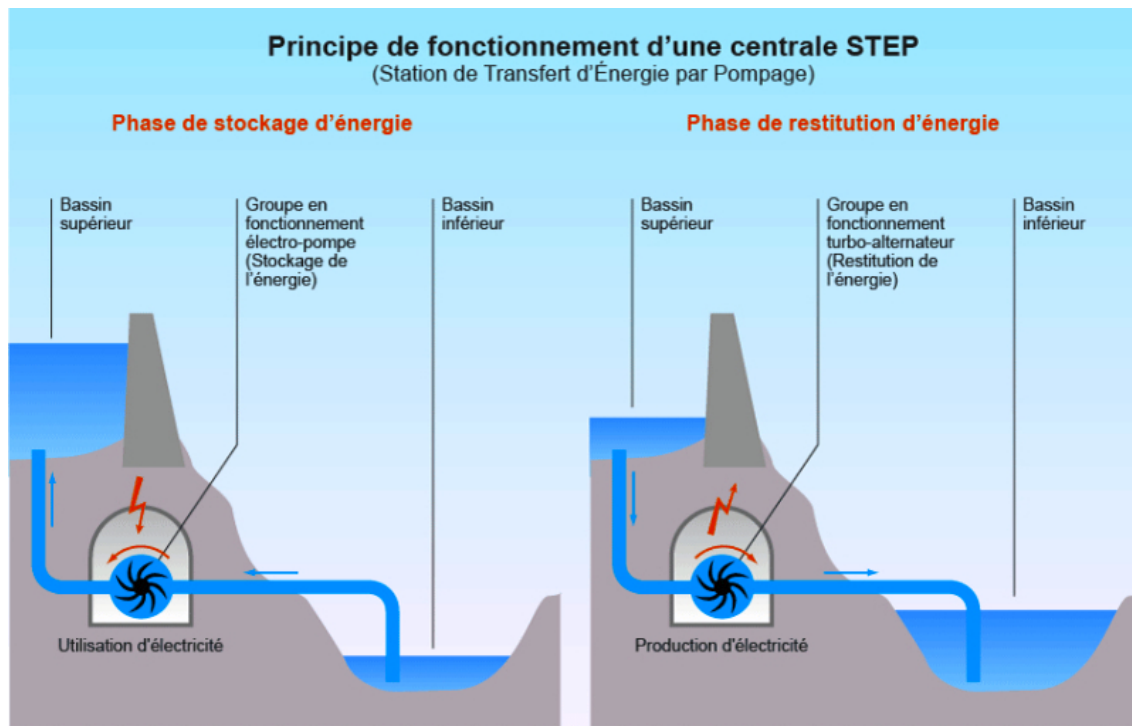 Principe de fonctionnement d'une centrale STEP
(Station de Transfert d'Énergie par Pompage)
Phase de stockage d'énergie
Bassin
supérieur
Groupe en
fonctionnement
électro-pompe
(Stockage de
l'énergie)
Bassin
inférieur
Utilisation d'électricité
Phase de restitution d'énergie
Bassin
supérieur
Groupe en
fonctionnement
turbo-alternateur
(Restitution de
l'énergie)
Bassin
inférieur
Production d'électricité